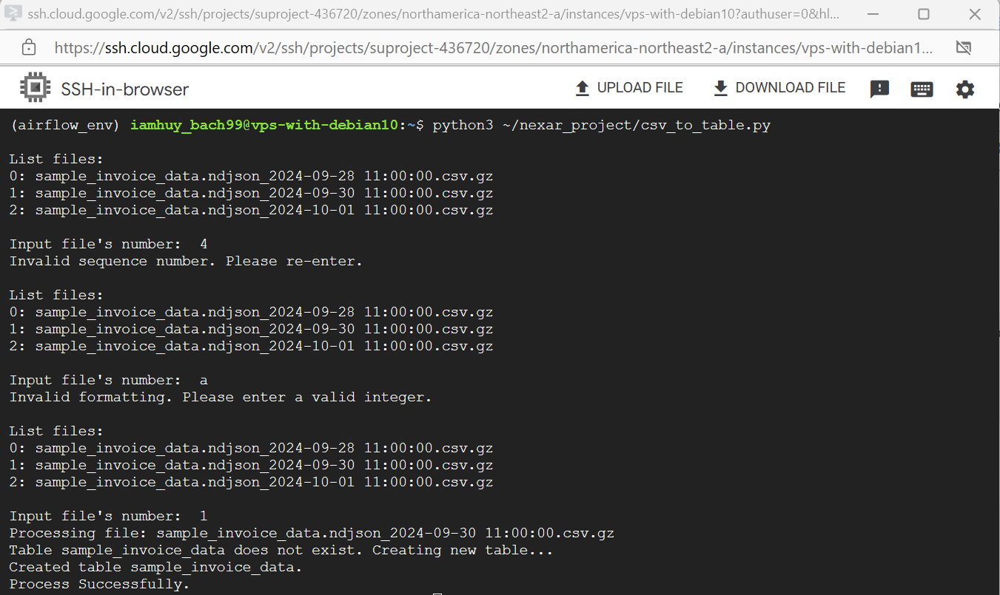 ssh.cloud.google.com/v2/ssh/projects/suproject-436720/zones/northamerica-northeast2-a/instances/vps-with-debian10?authuser=0&hl...
https://ssh.cloud.google.com/v2/ssh/projects/suproject-436720/zones/northamerica-northeast2-a/instances/vps-with-debian1...
SSH-in-browser
UPLOAD FILE
DOWNLOAD FILE
(airflow_env) iamhuy_bach99@vps-with-debian10:~$ python3 ~/nexar_project/csv_to_table.py
List files:
0: sample_invoice_data.ndjson_2024-09-28 11:00:00.csv.gz
1: sample_invoice_data.ndjson_2024-09-30 11:00:00.csv.gz
2: sample_invoice_data.ndjson_2024-10-01 11:00:00.csv.gz
Input file's number:  4
Invalid sequence number. Please re-enter.
List files:
0: sample_invoice_data.ndjson_2024-09-28 11:00:00.csv.gz
1: sample_invoice_data.ndjson_2024-09-30 11:00:00.csv.gz
2: sample_invoice_data.ndjson_2024-10-01 11:00:00.csv.gz
Input file's number:  a
Invalid formatting. Please enter a valid integer.
List files:
0: sample_invoice_data.ndjson_2024-09-28 11:00:00.csv.gz
1: sample_invoice_data.ndjson_2024-09-30 11:00:00.csv.gz
2: sample_invoice_data.ndjson_2024-10-01 11:00:00.csv.gz
Input file's number:  1
Processing file: sample_invoice_data.ndjson_2024-09-30 11:00:00.csv.gz
Table sample_invoice_data does not exist. Creating new table...
Created table sample_invoice_data.
Process Successfully.